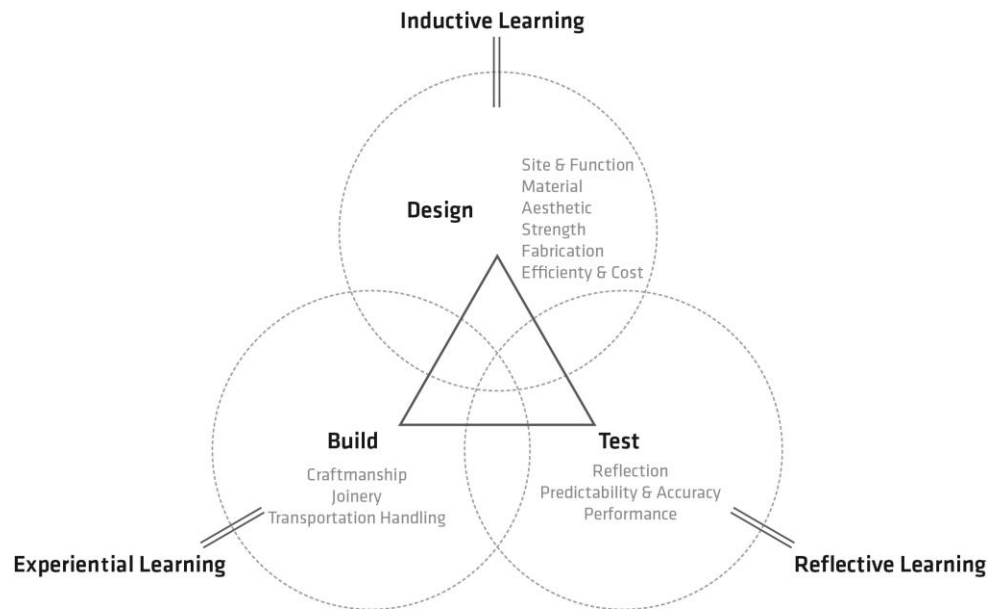 Inductive Learning
Design
Site & Function
Material
Aesthetic
Strength
Fabrication
Efficienty & Cost
Build
Craftmanship
Joinery
Transportation Handling
Test
Reflection
Predictability & Accuracy
Performance
Experiential Learning
Reflective Learning